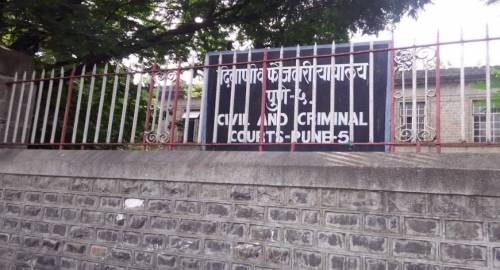 दिवाणी व फौजदारी न्यायालय
पुणे-५.
CIVIL AND CRIMINAL
COURTS-PUNE-5